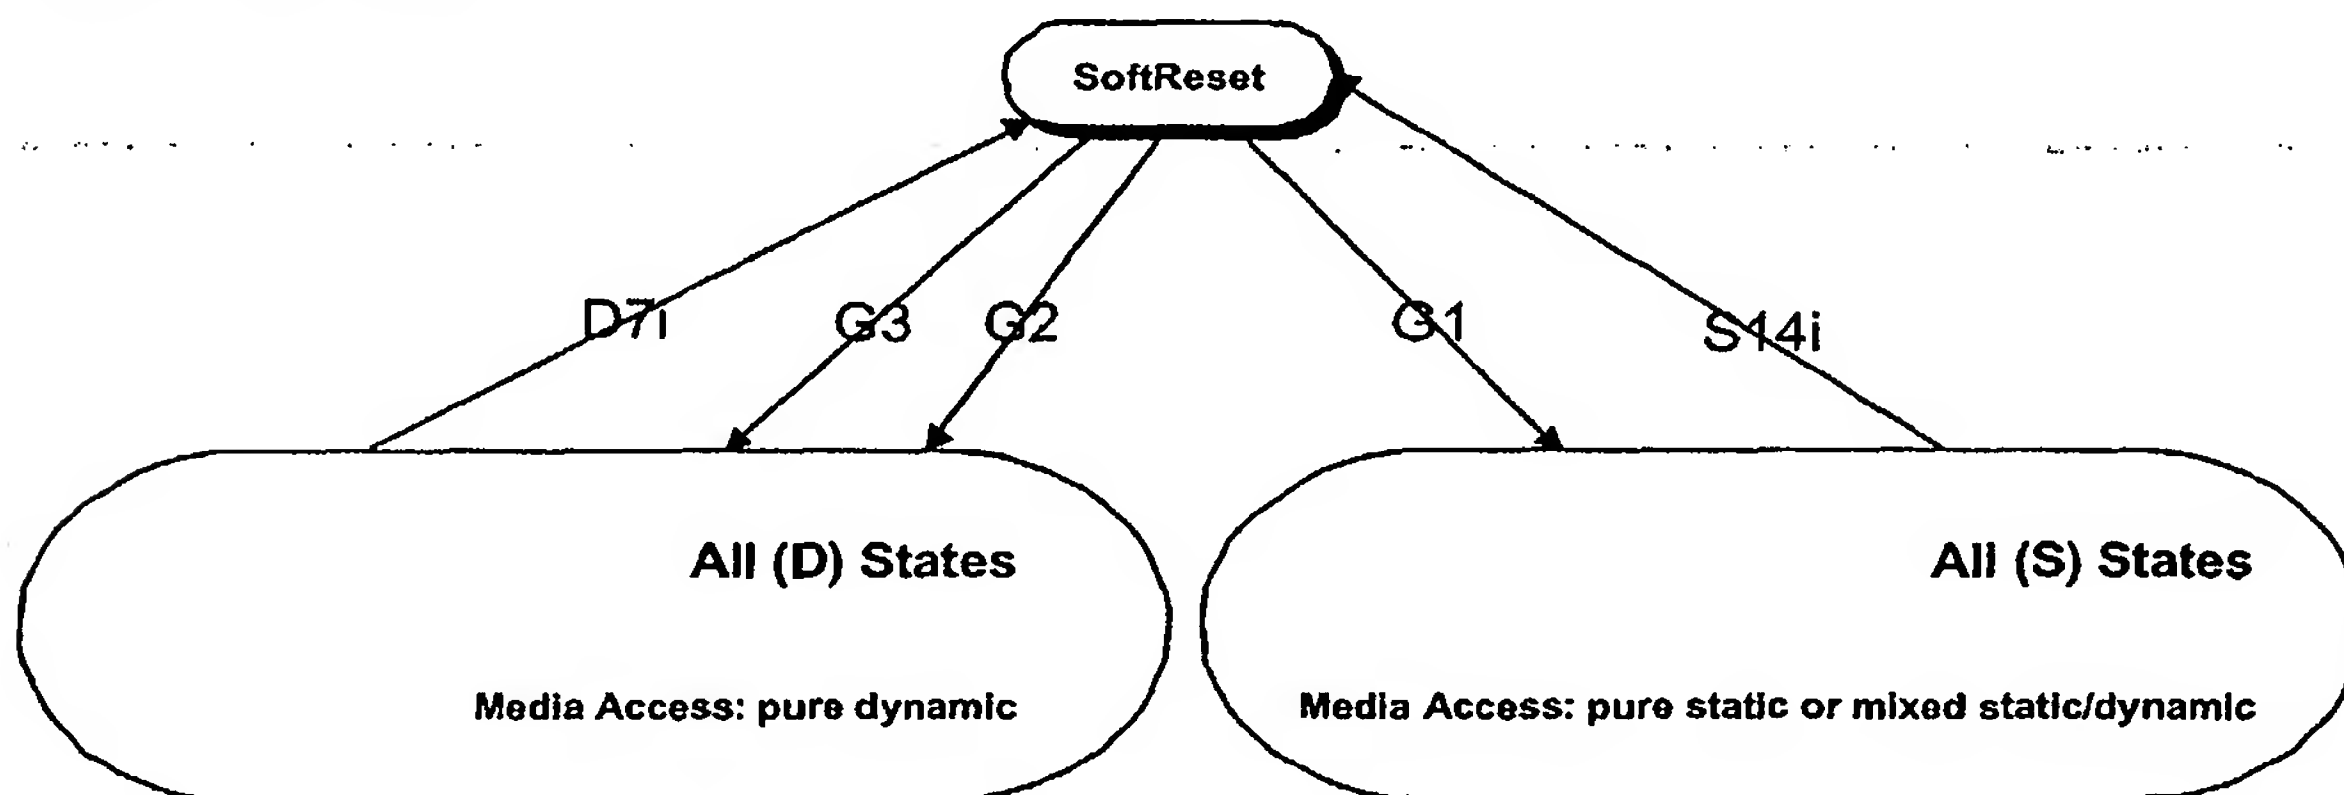 SoftReset
D7i
G3
G2
G1
S14i
All (D) States
All (S) States
Media Access: pure dynamic
Media Access: pure static or mixed static/dynamic